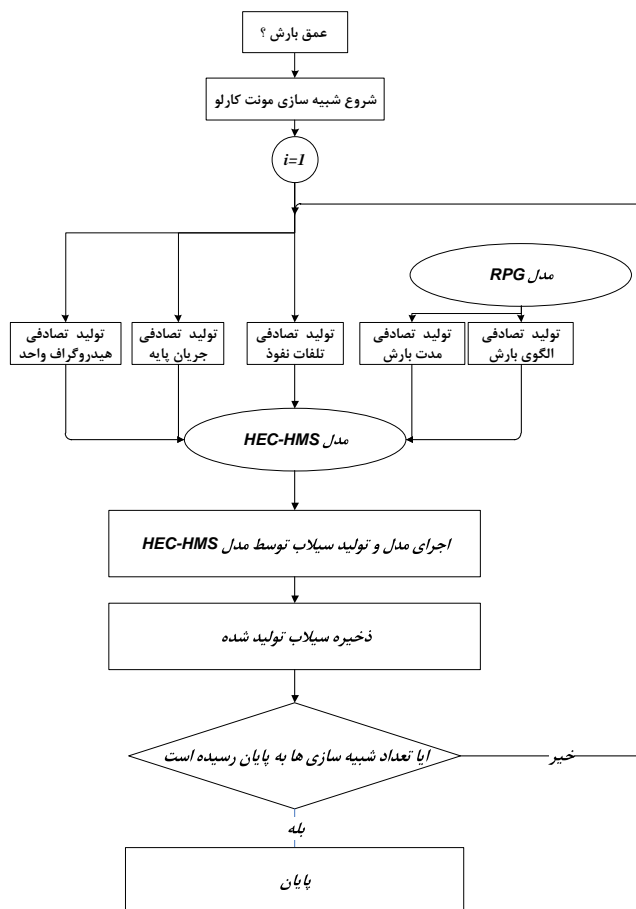 عمق بارش ؟
شروع شبیه سازی مونت کارلو
i=1
مدل RPG
تولید تصادفی
الگوی بارش
تولید تصادفی
مدت بارش
تولید تصادفی
تلفات نفوذ
تولید تصادفی
جریان پایه
تولید تصادفی
هیدروگراف واحد
مدل HEC-HMS
اجرای مدل و تولید سیلاب توسط مدل HEC-HMS
ذخیره سیلاب تولید شده
ایا تعداد شبیه سازی ها به پایان رسیده است
خیر
بله
پایان